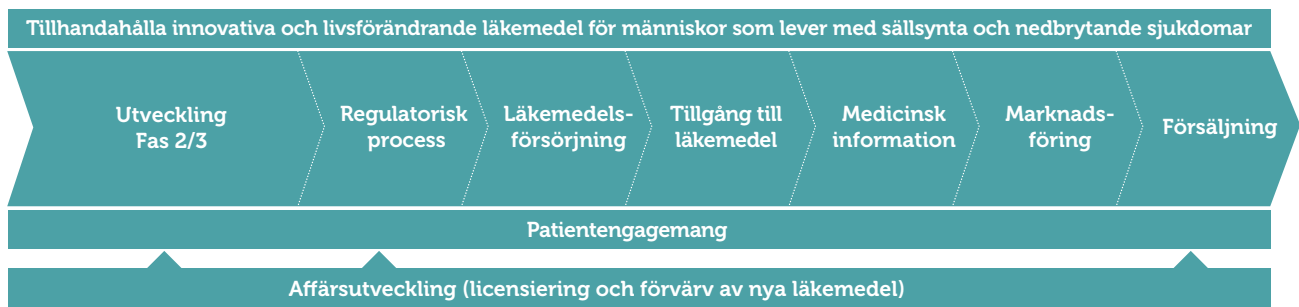 Tillhandahålla innovativa och livsförändrande läkemedel för människor som lever med sällsynta och nedbrytande sjukdomar
Utveckling
Fas 2/3
Regulatorisk
process
Läkemedels-
försörjning
Tillgång till
läkemedel
Medicinsk
information
Marknads-
föring
Försäljning
Patientengagemang
Affärsutveckling (licensiering och förvärv av nya läkemedel)